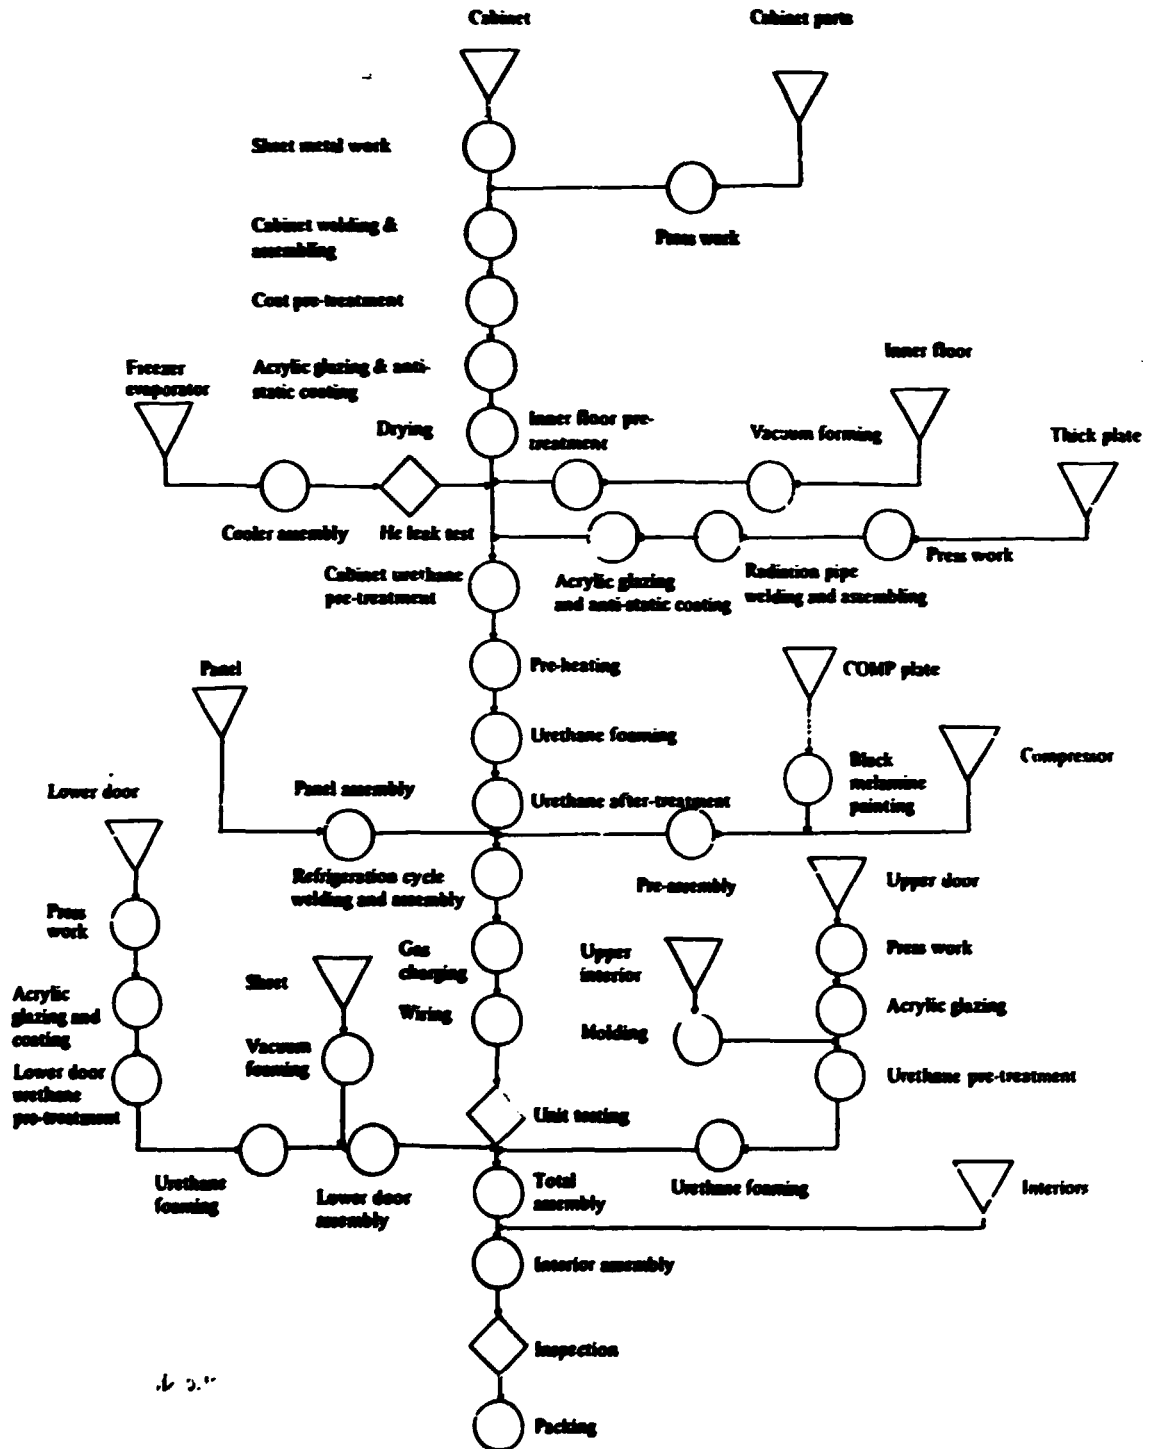 Cabinet
Cabinet parts
Sheet metal work
Cabinet welding &
assembling
Press work
Coat pre-treatment
Inner floor
Freezer
evaporator
Acrylic glazing & anti-
static coating
Drying
Inner floor pre-
treatment
Vacuum forming
Thick plate
Cooler assembly
He leak test
Press work
Cabinet urethane
pre-treatment
Acrylic glazing
and anti-static coating
Radiation pipe
welding and assembling
Panel
Pre-heating
COMP plate
Urethane foaming
Compressor
Black
melamine
painting
Lower door
Panel assembly
Urethane after-treatment
Refrigeration cycle
welding and assembly
Pre-assembly
Upper door
Press
work
Gas
charging
Upper
interior
Press work
Sheet
Acrylic
glazing and
coating
Wiring
Molding
Acrylic glazing
Vacuum
foaming
Lower door
urethane
pre-treatment
Urethane pre-treatment
Unit testing
Urethane
foaming
Lower door
assembly
Total
assembly
Urethane foaming
Interiors
Interior assembly
Inspection
Packing